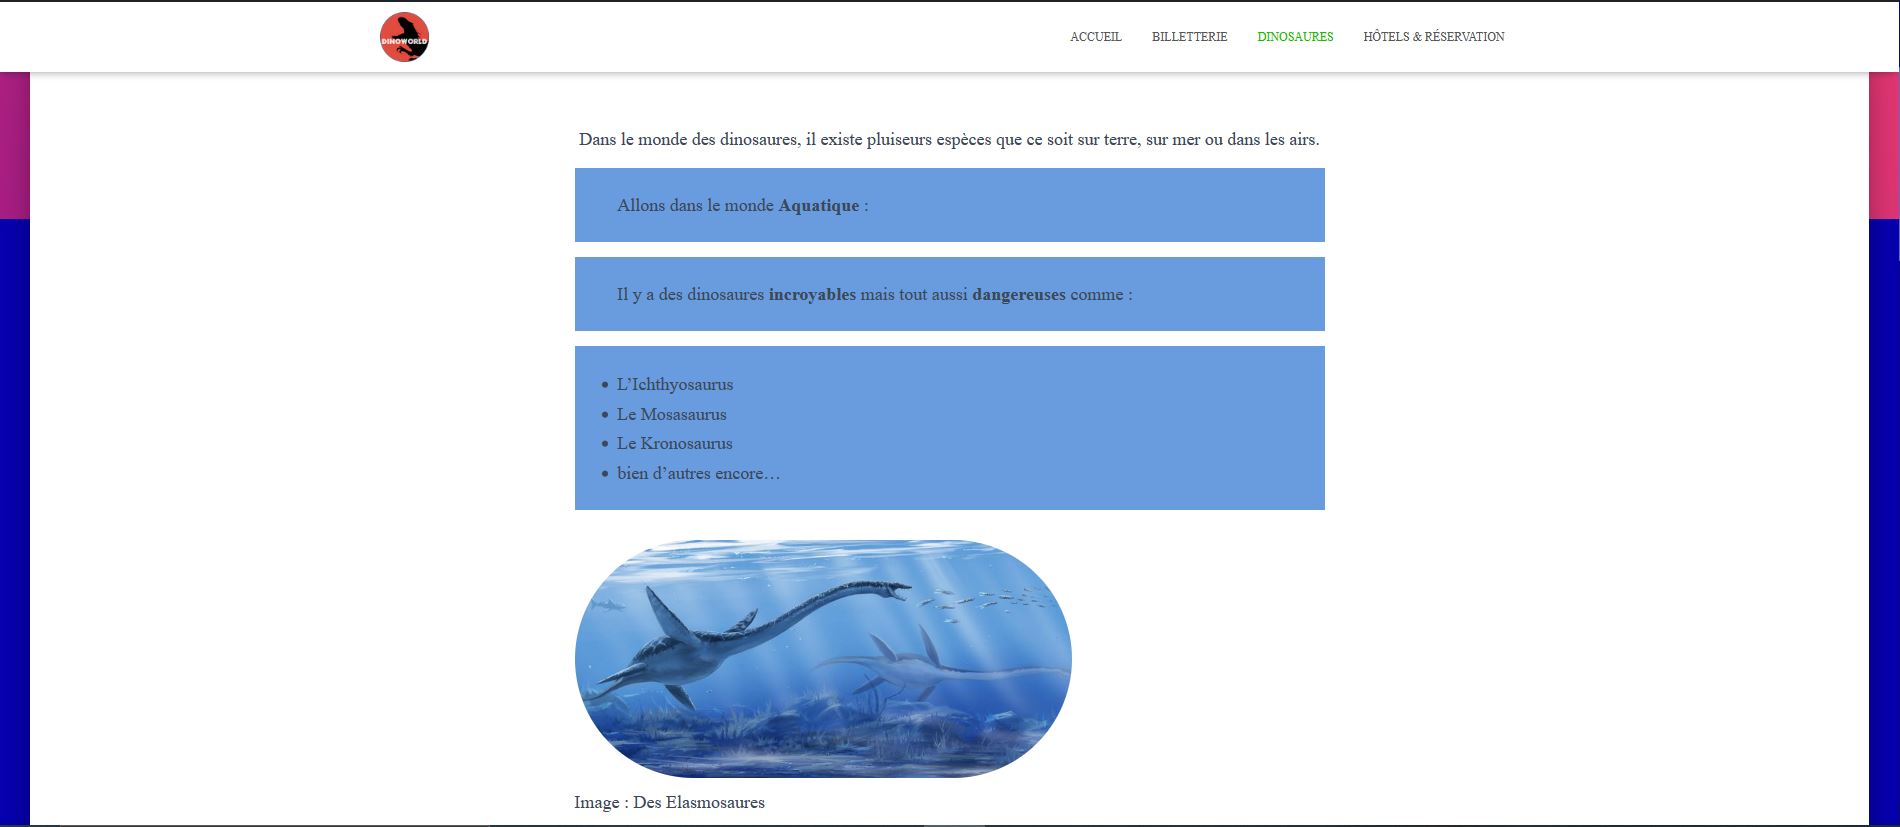 DINOWORLD
ACCUEIL BILLETTERIE DINOSAURES HÔTELS & RÉSERVATION
Dans le monde des dinosaures, il existe pluiseurs espèces que ce soit sur terre, sur mer ou dans les airs.
Allons dans le monde Aquatique :
Il y a des dinosaures incroyables mais tout aussi dangereuses comme :
• L’Ichthyosaurus
• Le Mosasaurus
• Le Kronosaurus
• bien d’autres encore…
Image : Des Elasmosaures